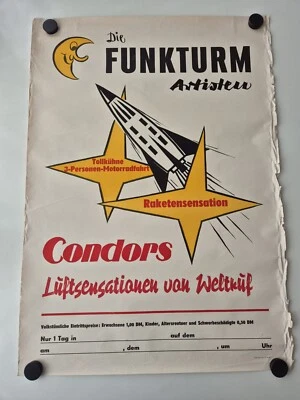 Die
FUNKTURM
Artisten
Tollkühne
3-Personen-Motorradfahrt
Raketensensation
Condors
Luftsensationen von Weltruf
Volkstümliche Eintrittspreise: Erwachsene 1,00 DM, Kinder, Altersrentner und Schwerbeschädigte 0,50 DM
Nur 1 Tag in auf dem
am , dem , um Uhr